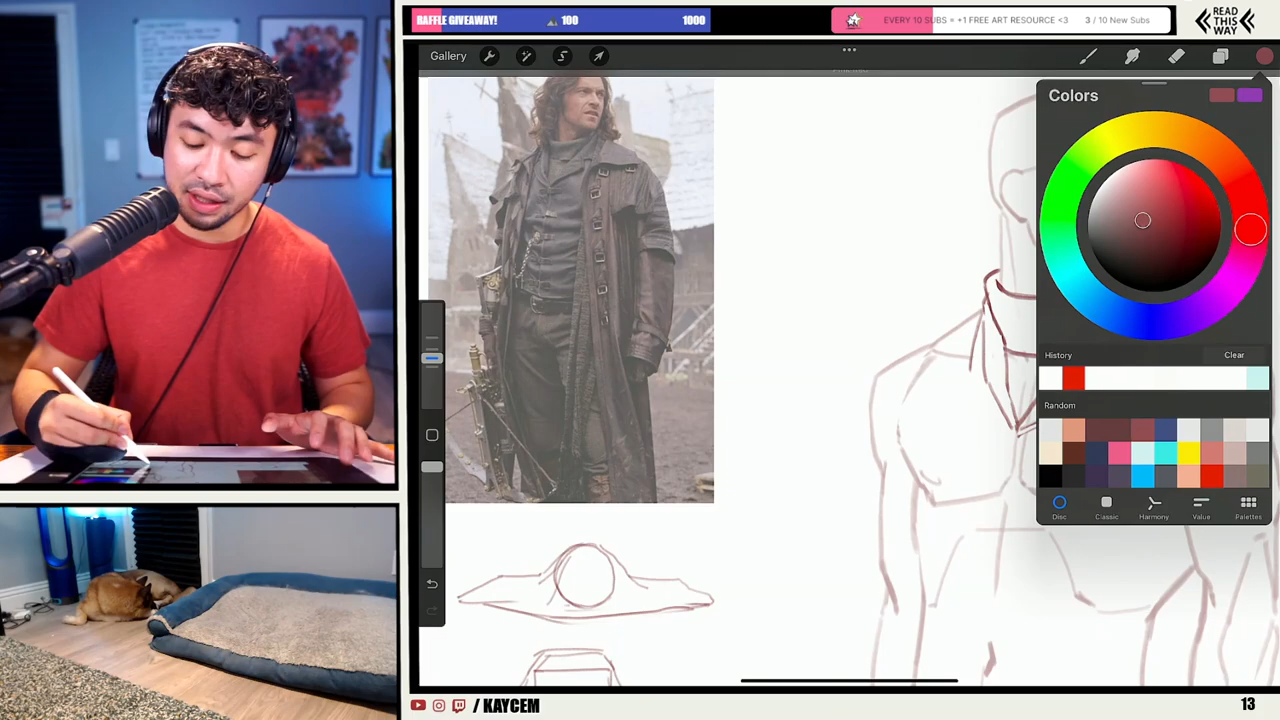 RAFFLE GIVEAWAY!
100
1000
EVERY 10 SUBS = +1 FREE ART RESOURCE <3
3 / 10 New Subs
READ
THIS
WAY
Gallery
Colors
History
Clear
Random
Disc
Classic
Harmony
Value
Palettes
/ KAYCEM
13